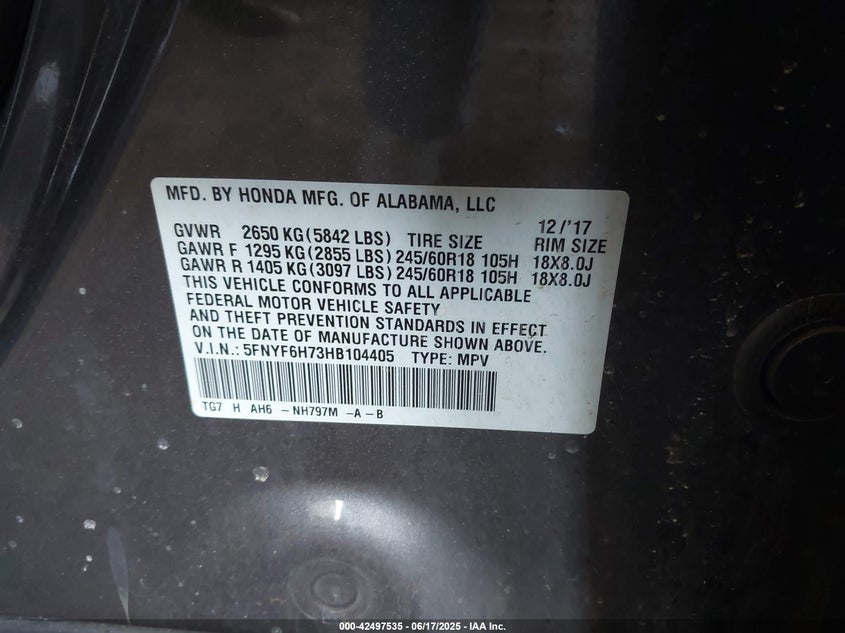 MFD. BY HONDA MFG. OF ALABAMA, LLC
12/'17
GVWR 2650 KG(5842 LBS) TIRE SIZE RIM SIZE
GAWR F 1295 KG(2855 LBS) 245/60R18 105H 18X8.0J
GAWR R 1405 KG(3097 LBS) 245/60R18 105H 18X8.0J
THIS VEHICLE CONFORMS TO ALL APPLICABLE
FEDERAL MOTOR VEHICLE SAFETY
AND THEFT PREVENTION STANDARDS IN EFFECT
ON THE DATE OF MANUFACTURE SHOWN ABOVE.
V.I.N.: 5FNYF6H73HB104405 TYPE: MPV
TG7 H AH6 -NH797M -A-B
000-42497535 - 06/17/2025 - IAA Inc.